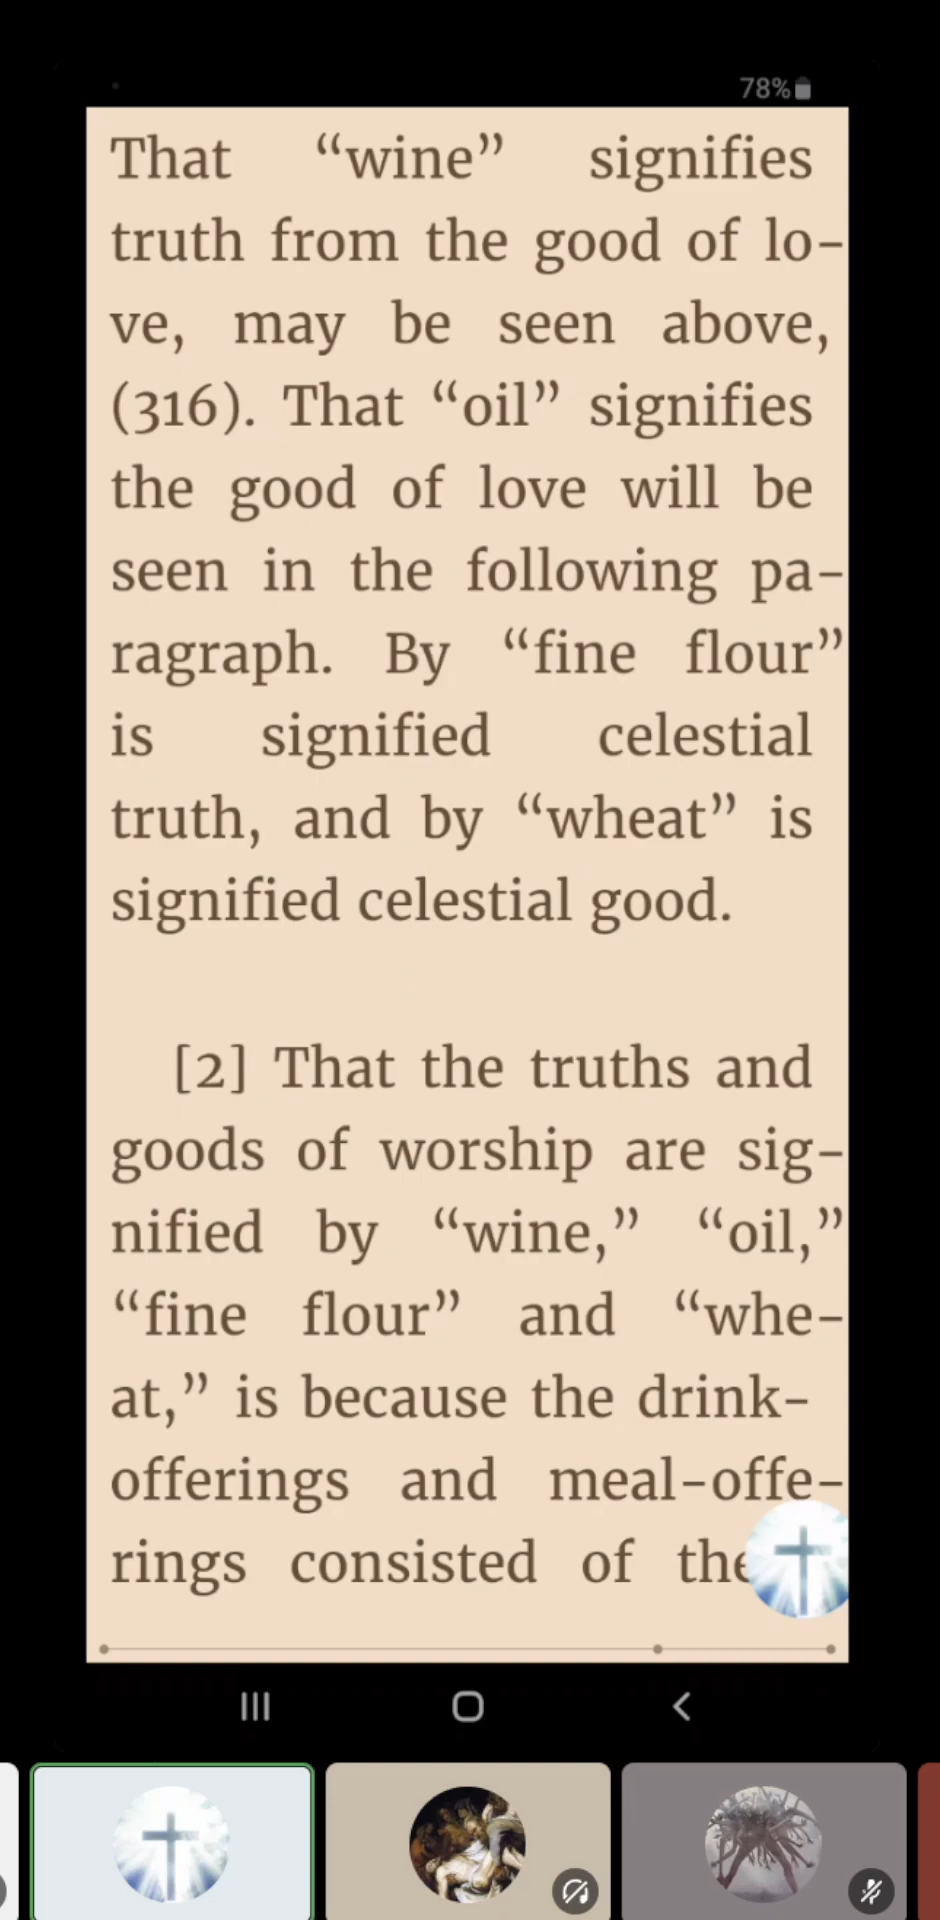 78%
That “wine” signifies
truth from the good of lo-
ve, may be seen above,
(316). That “oil” signifies
the good of love will be
seen in the following pa-
ragraph. By “fine flour”
is signified celestial
truth, and by “wheat” is
signified celestial good.
[2] That the truths and
goods of worship are sig-
nified by “wine,” “oil,”
“fine flour” and “whe-
at,” is because the drink-
offerings and meal-offe-
rings consisted of